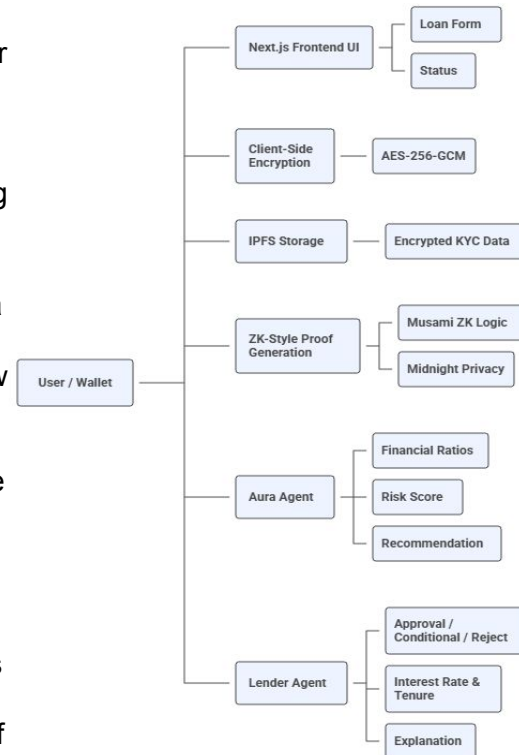 Next.js Frontend UI
Loan Form
Status
Client-Side
Encryption
AES-256-GCM
IPFS Storage
Encrypted KYC Data
ZK-Style Proof
Generation
Musami ZK Logic
Midnight Privacy
User / Wallet
Aura Agent
Financial Ratios
Risk Score
Recommendation
Lender Agent
Approval /
Conditional / Reject
Interest Rate &
Tenure
Explanation